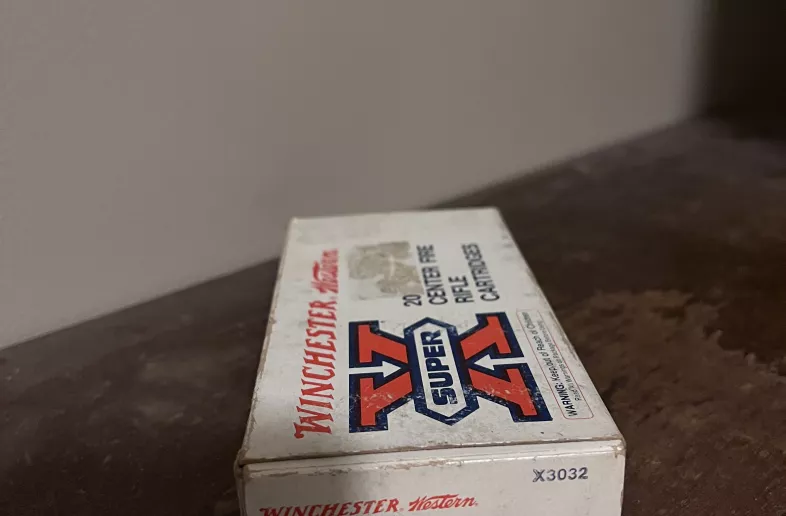 WINCHESTER Western
SUPER X
20
CENTER FIRE
RIFLE
CARTRIDGES
WARNING: Keep out of Reach of Children
X3032
WINCHESTER Western